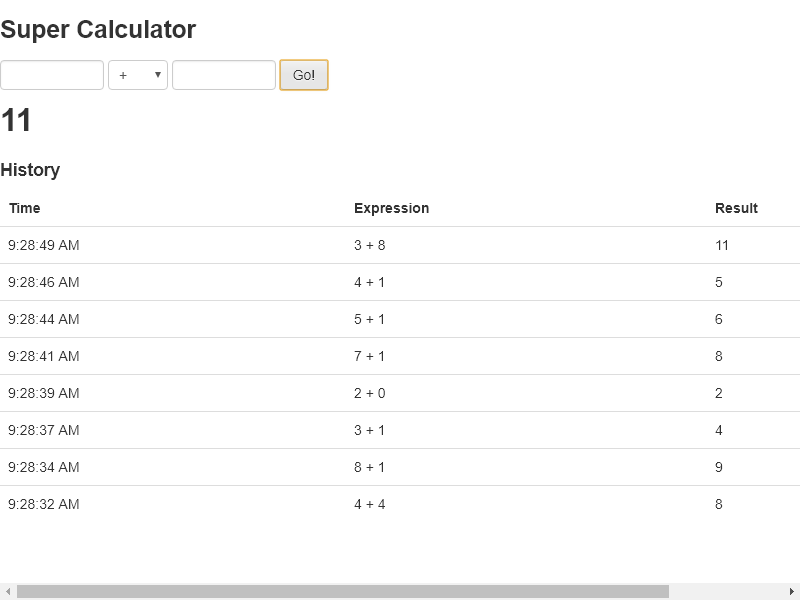 Super Calculator
+ Go!
11
History
Time Expression Result
9:28:49 AM 3 + 8 11
9:28:46 AM 4 + 1 5
9:28:44 AM 5 + 1 6
9:28:41 AM 7 + 1 8
9:28:39 AM 2 + 0 2
9:28:37 AM 3 + 1 4
9:28:34 AM 8 + 1 9
9:28:32 AM 4 + 4 8